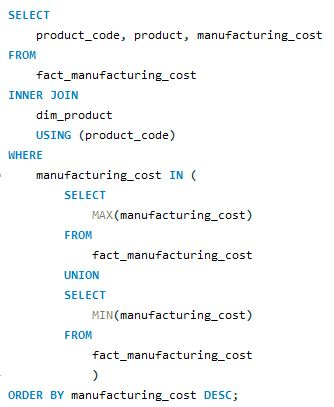 SELECT
product_code, product, manufacturing_cost
FROM
fact_manufacturing_cost
INNER JOIN
dim_product
USING (product_code)
WHERE
manufacturing_cost IN (
SELECT
MAX(manufacturing_cost)
FROM
fact_manufacturing_cost
UNION
SELECT
MIN(manufacturing_cost)
FROM
fact_manufacturing_cost
)
ORDER BY manufacturing_cost DESC;